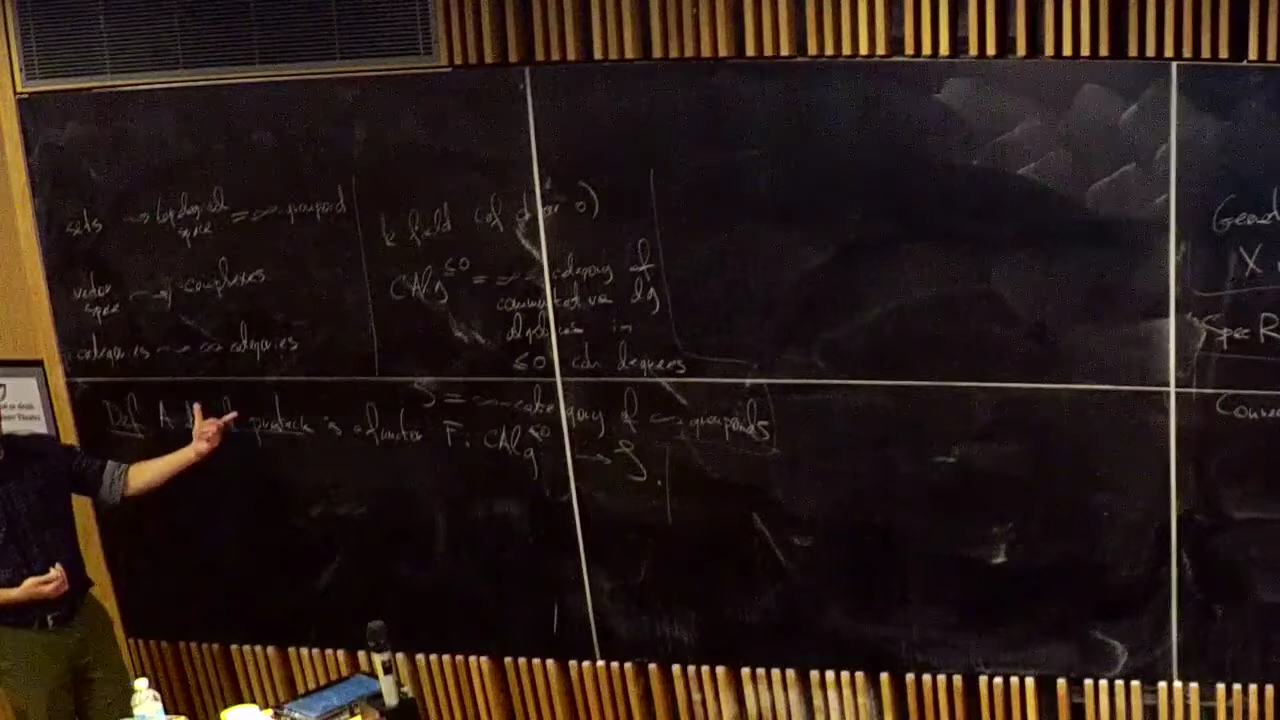 sets ⇝ topological space = ∞-groupoid
vector space ⇝ complexes
categories ⇝ ∞-categories
k field (of char 0)
CAlg^≤0 = ∞-category of
commutative dg
algebras in
≤0 coh degrees
S = ∞-category of ∞-groupoids
Def A prestack is a functor F: CAlg^≤0 → S.
X
Spec R